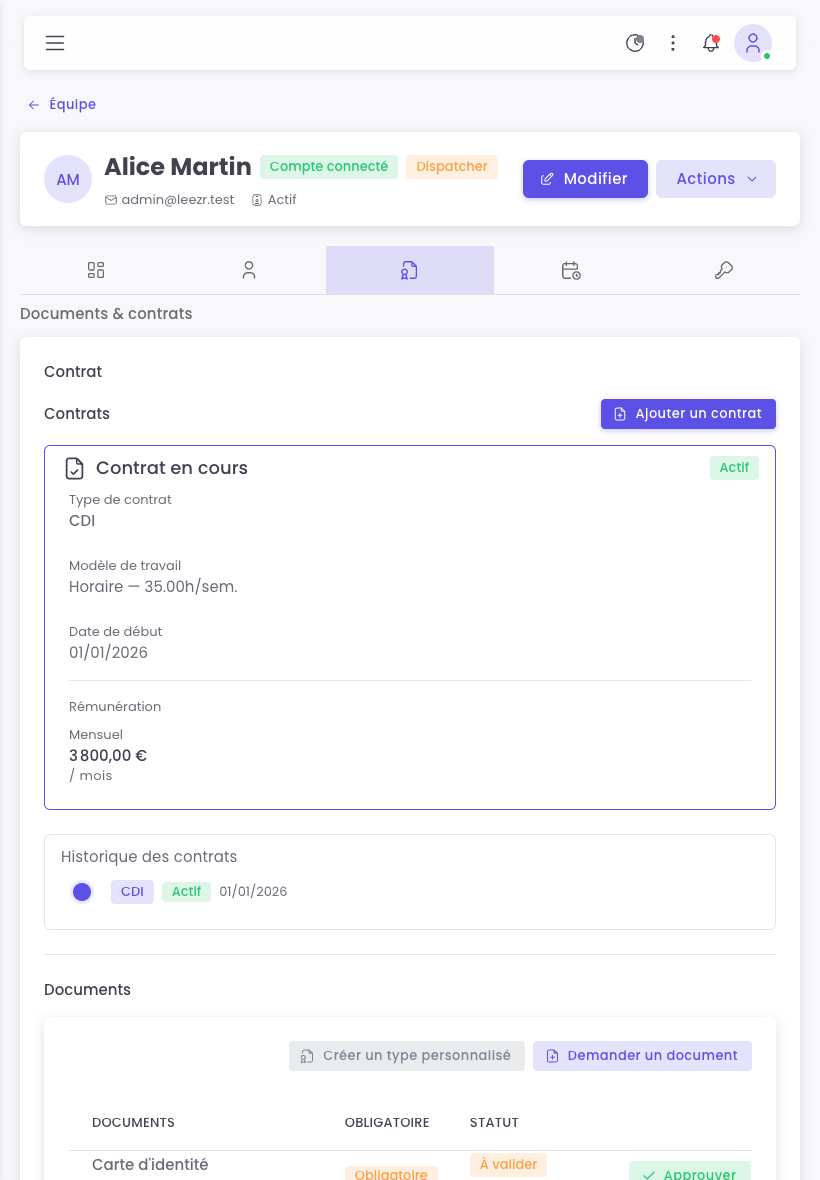 Équipe
AM
Alice Martin
Compte connecté
Dispatcher
admin@leezr.test
Actif
Modifier
Actions
Documents & contrats
Contrat
Contrats
Ajouter un contrat
Contrat en cours
Actif
Type de contrat
CDI
Modèle de travail
Horaire — 35.00h/sem.
Date de début
01/01/2026
Rémunération
Mensuel
3 800,00 €
/ mois
Historique des contrats
CDI Actif 01/01/2026
Documents
Créer un type personnalisé
Demander un document
DOCUMENTS OBLIGATOIRE STATUT
Carte d'identité
Obligatoire
À valider
Approuver